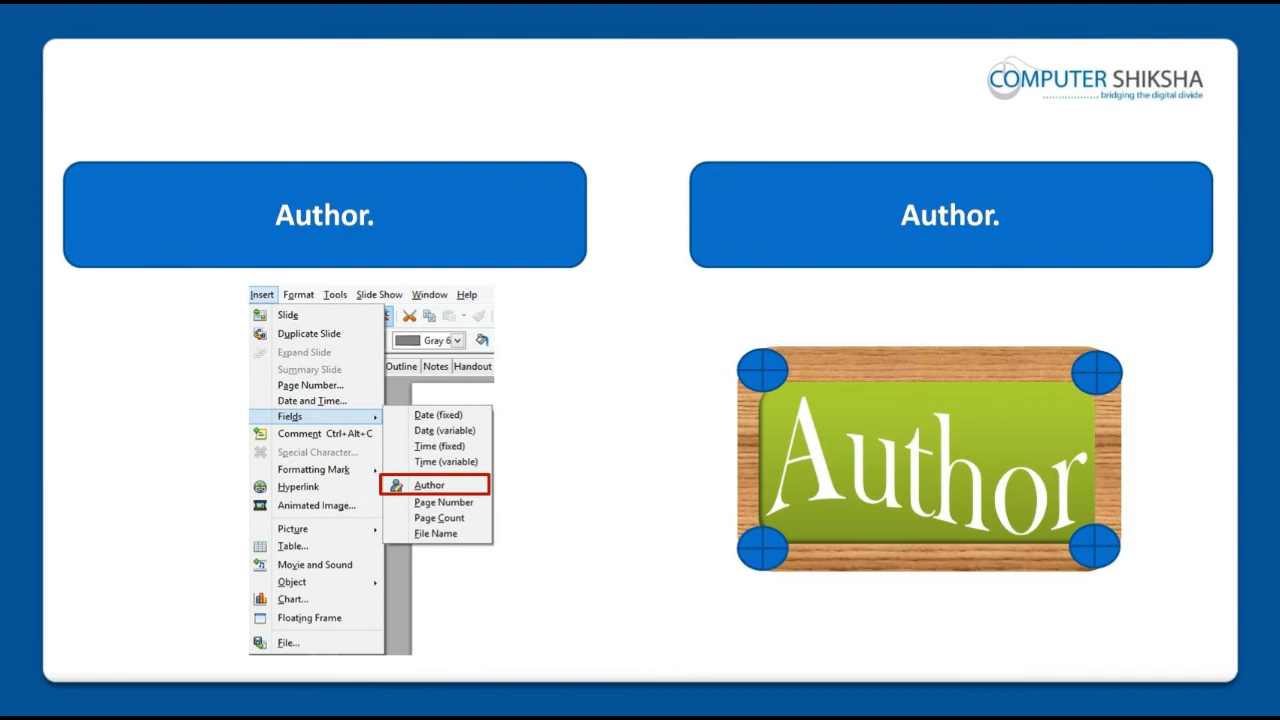 COMPUTER SHIKSHA
bridging the digital divide
Author.
Author.
Insert Format Tools Slide Show Window Help
Slide
Duplicate Slide
Expand Slide
Gray 6
Summary Slide
Outline Notes Handout
Page Number...
Date and Time...
Fields
Comment Ctrl+Alt+C
Special Character...
Formatting Mark
Hyperlink
Animated Image...
Picture
Table...
Movie and Sound
Object
Chart...
Floating Frame
File...
Date (fixed)
Date (variable)
Time (fixed)
Time (variable)
Author
Page Number
Page Count
File Name
Author